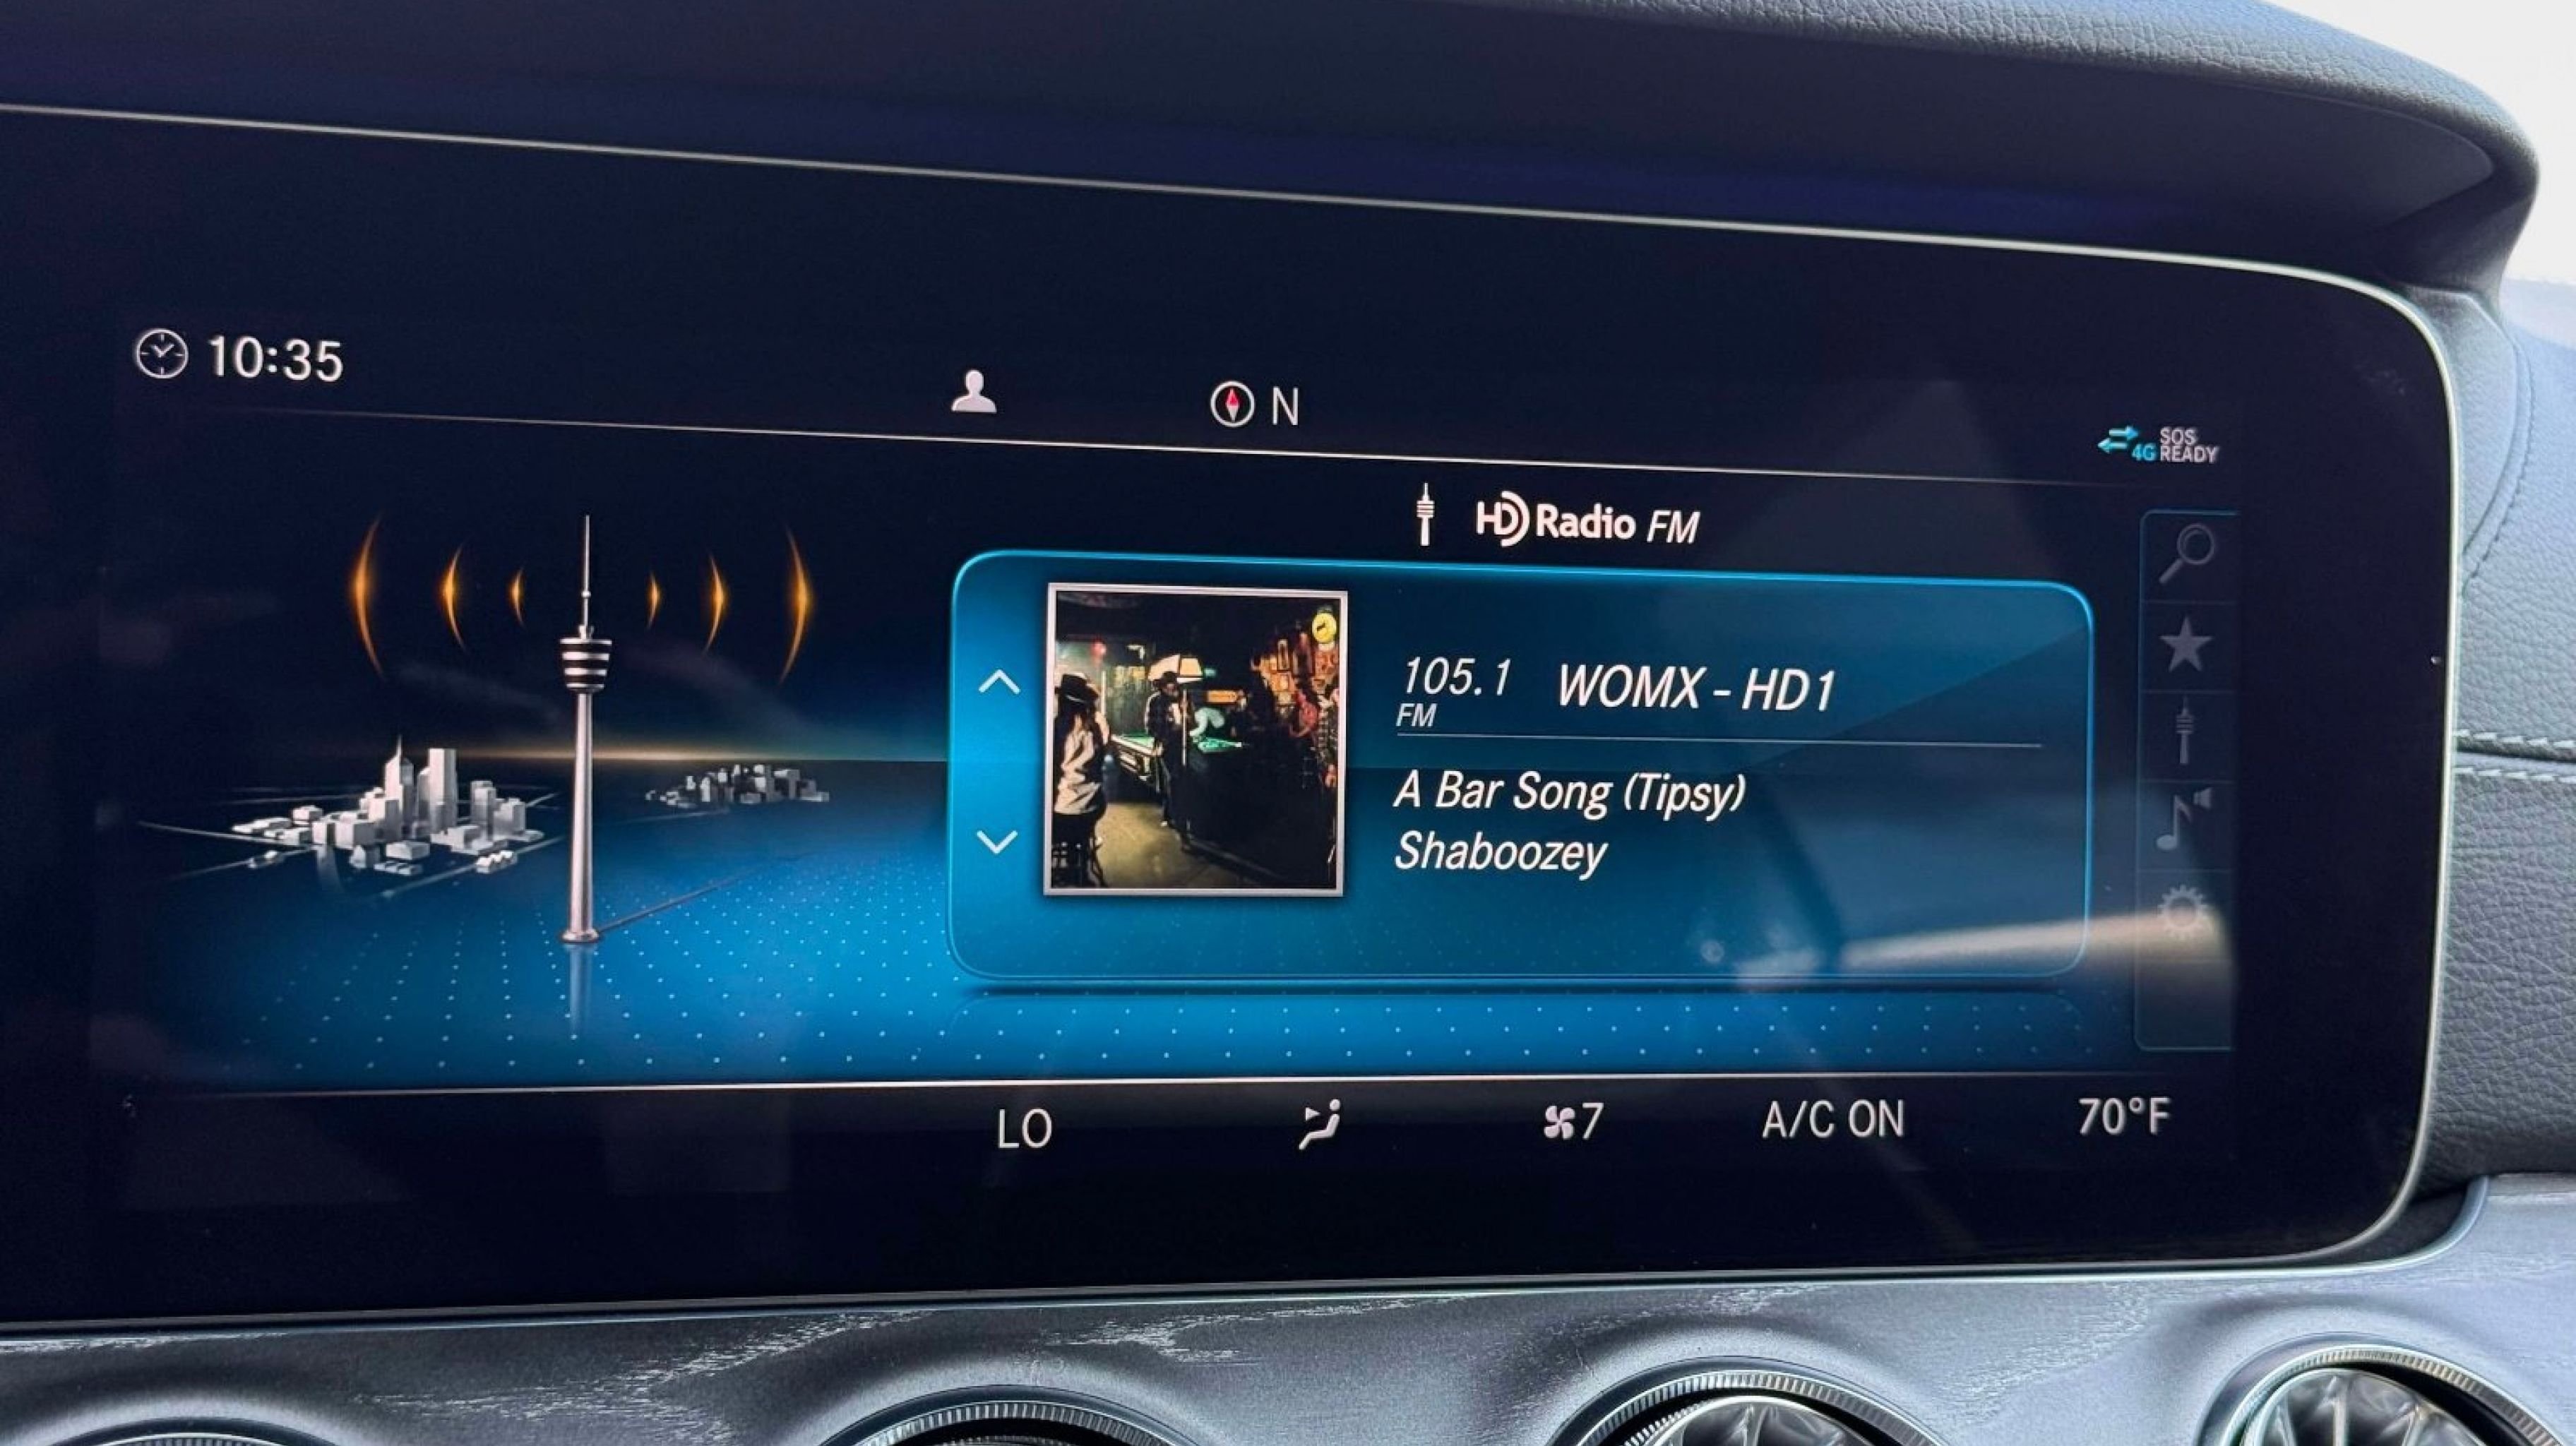 10:35
N
4G SOS READY
HD Radio FM
105.1 WOMX - HD1
FM
A Bar Song (Tipsy)
Shaboozey
LO
7
A/C ON
70°F